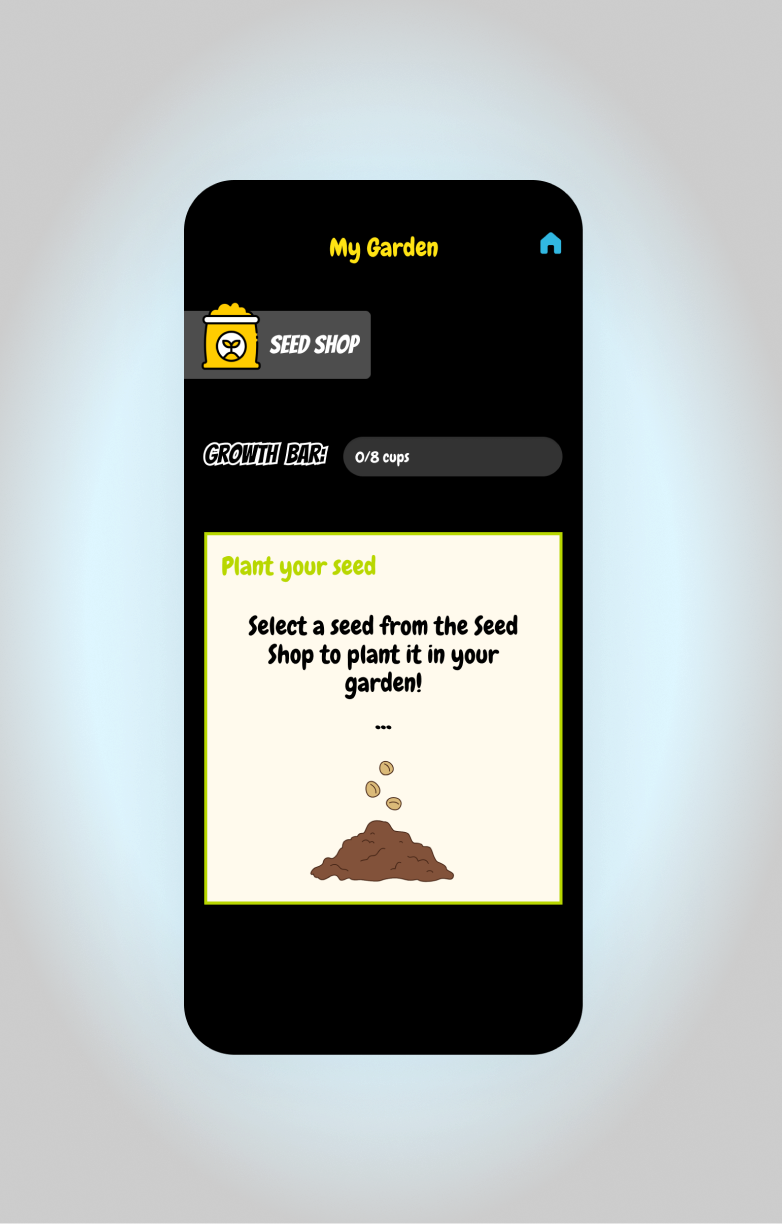 My Garden
SEED SHOP
GROWTH BAR:
0/8 cups
Plant your seed
Select a seed from the Seed
Shop to plant it in your
garden!
...